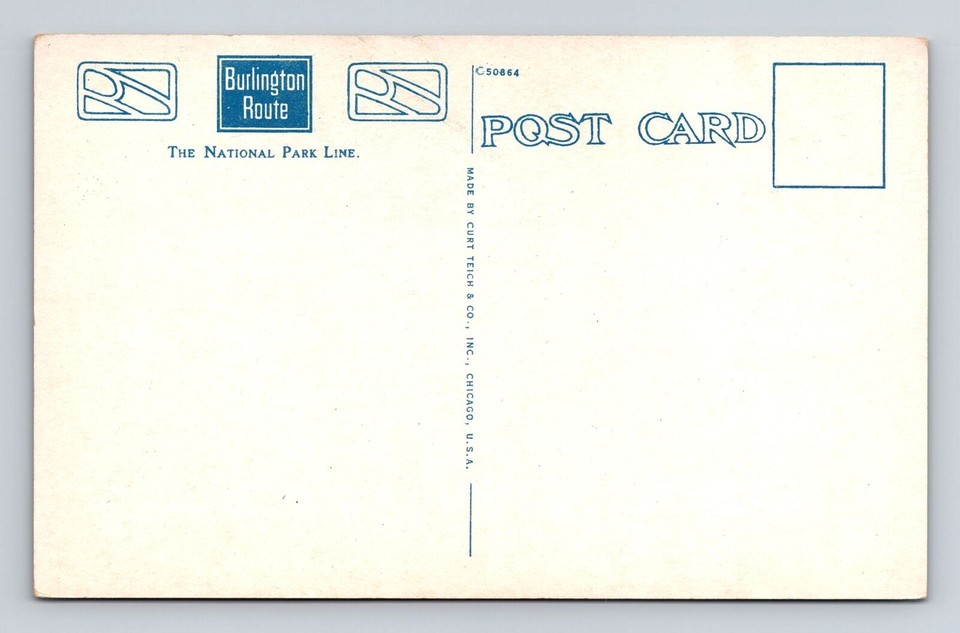 Burlington
Route
THE NATIONAL PARK LINE.
C50864
POST CARD
MADE BY CURT TEICH & CO., INC., CHICAGO, U.S.A.